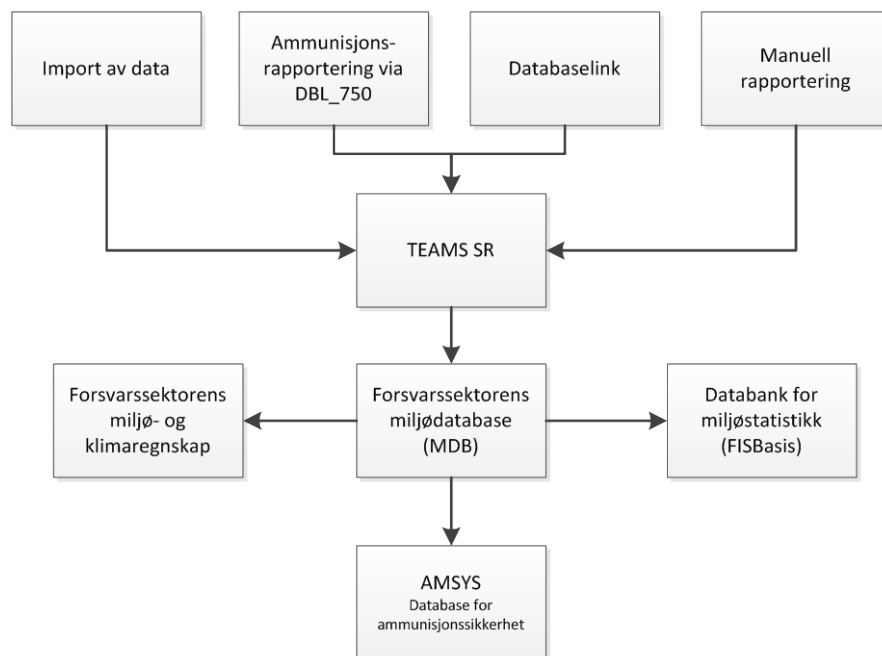 Import av data
Ammunisjons-
rapportering via
DBL_750
Databaselink
Manuell
rapportering
TEAMS SR
Forsvarssektorens
miljø- og
klimaregnskap
Forsvarssektorens
miljødatabase
(MDB)
Databank for
miljøstatistikk
(FISBasis)
AMSYS
Database for
ammunisjonssikkerhet